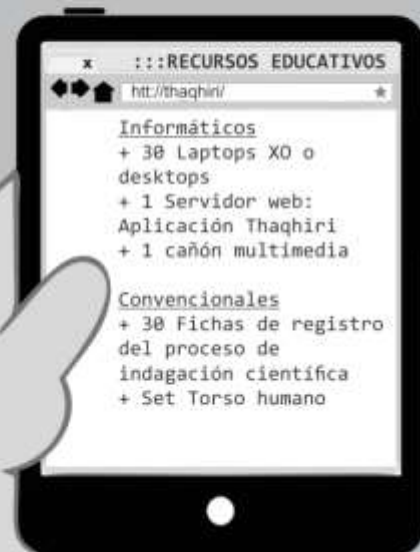 x :::RECURSOS EDUCATIVOS
htt://thaqhiri/
Informáticos
+ 30 Laptops XO o
desktops
+ 1 Servidor web:
Aplicación Thaqhiri
+ 1 cañón multimedia
Convencionales
+ 30 Fichas de registro
del proceso de
indagación científica
+ Set Torso humano